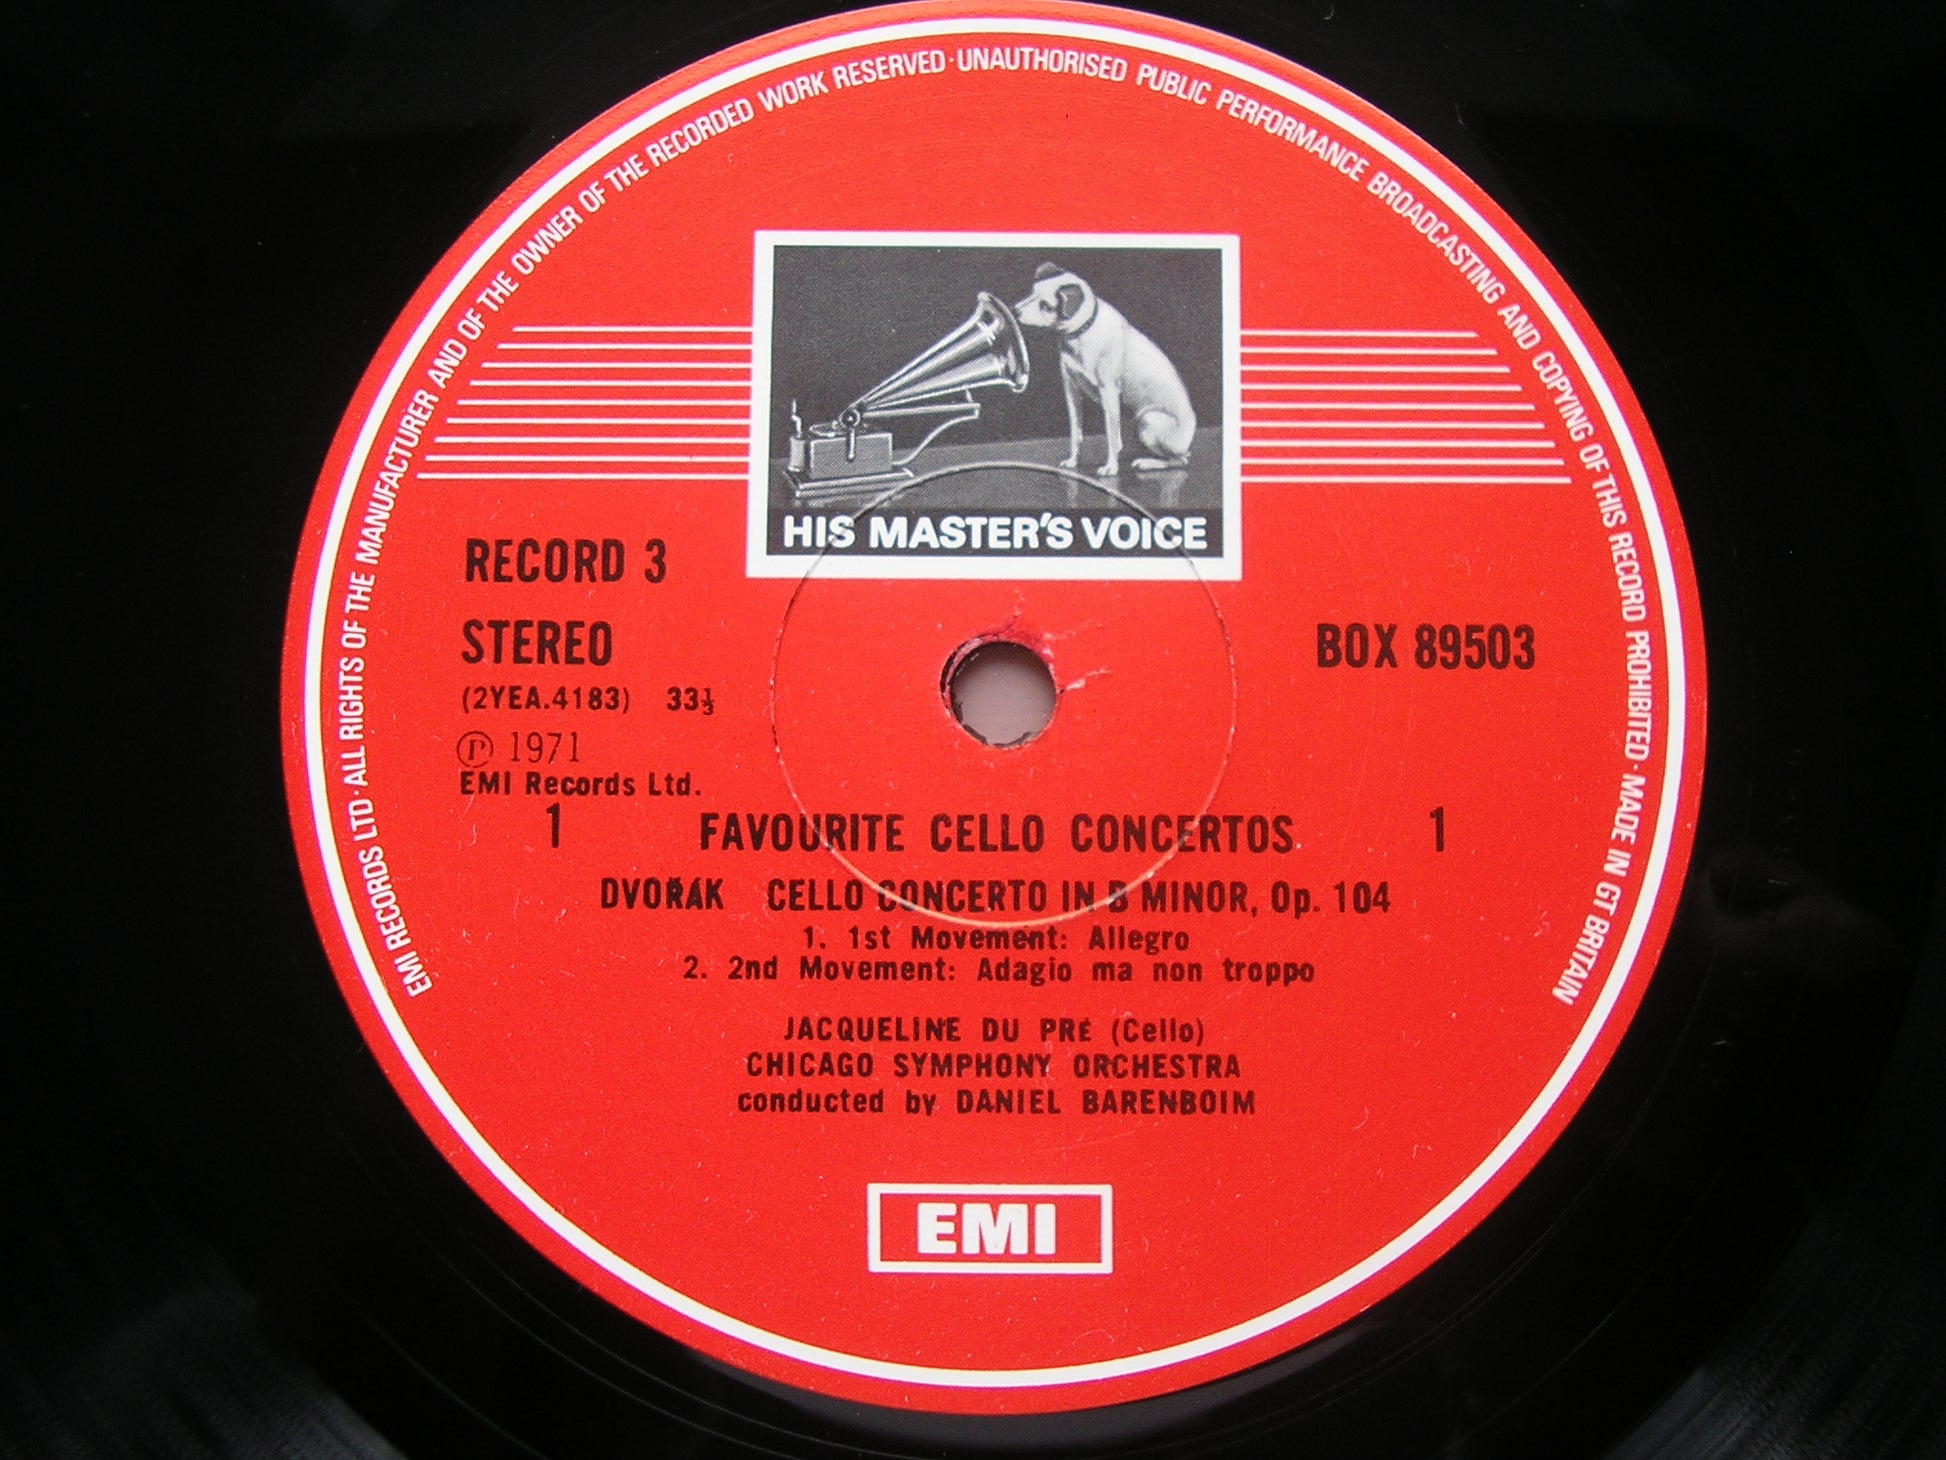 EMI RECORDS LTD · ALL RIGHTS OF THE MANUFACTURER AND OF THE OWNER OF THE RECORDED WORK RESERVED · UNAUTHORISED PUBLIC PERFORMANCE BROADCASTING AND COPYING OF THIS RECORD PROHIBITED · MADE IN GT BRITAIN
HIS MASTER'S VOICE
RECORD 3
STEREO
BOX 89503
(2YEA.4183) 33⅓
Ⓟ 1971
EMI Records Ltd.
1 FAVOURITE CELLO CONCERTOS 1
DVOŘÁK CELLO CONCERTO IN B MINOR, Op. 104
1. 1st Movement: Allegro
2. 2nd Movement: Adagio ma non troppo
JACQUELINE DU PRÉ (Cello)
CHICAGO SYMPHONY ORCHESTRA
conducted by DANIEL BARENBOIM
EMI